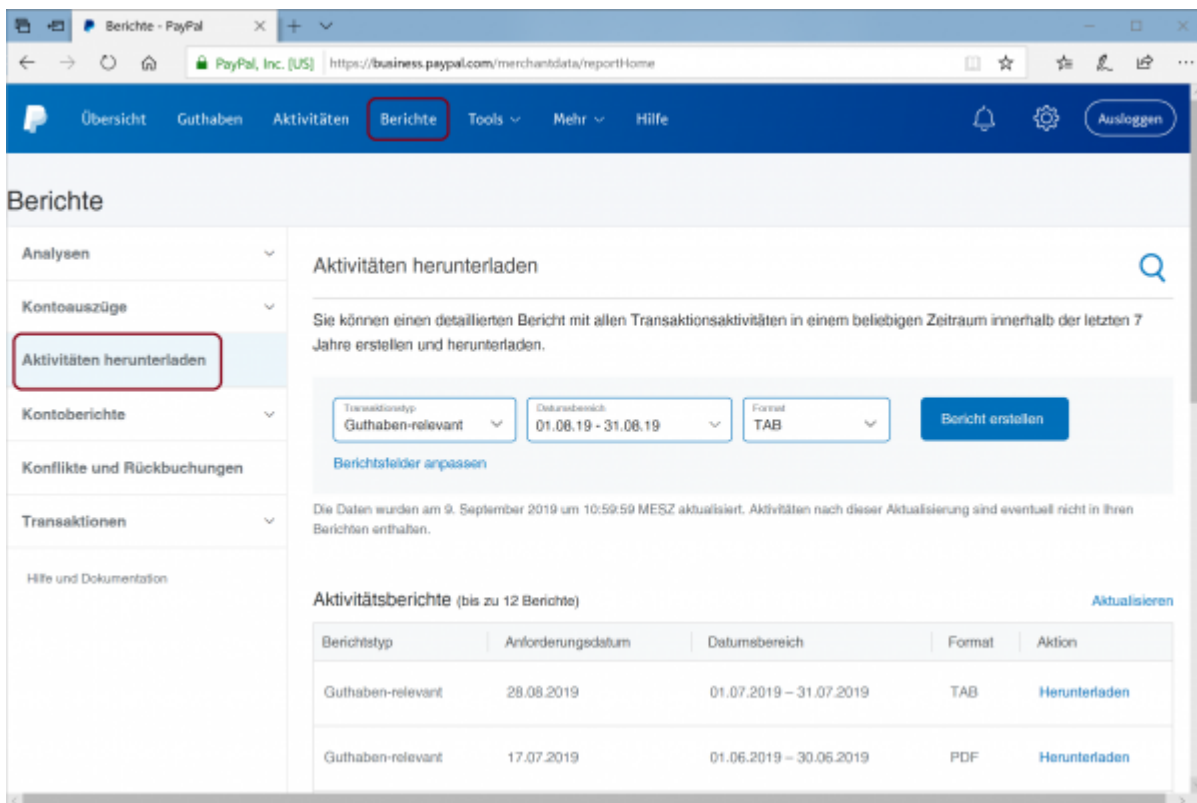 Berichte - PayPal
PayPal, Inc. [US] https://business.paypal.com/merchantdata/reportHome
Übersicht Guthaben Aktivitäten Berichte Tools Mehr Hilfe Ausloggen
Berichte
Analysen
Kontoauszüge
Aktivitäten herunterladen
Kontoberichte
Konflikte und Rückbuchungen
Transaktionen
Hilfe und Dokumentation
Aktivitäten herunterladen
Sie können einen detaillierten Bericht mit allen Transaktionsaktivitäten in einem beliebigen Zeitraum innerhalb der letzten 7
Jahre erstellen und herunterladen.
Transaktionstyp Datumsbereich Format
Guthaben-relevant 01.08.19 - 31.08.19 TAB Bericht erstellen
Berichtsfelder anpassen
Die Daten wurden am 9. September 2019 um 10:59:59 MESZ aktualisiert. Aktivitäten nach dieser Aktualisierung sind eventuell nicht in Ihren
Berichten enthalten.
Aktivitätsberichte (bis zu 12 Berichte) Aktualisieren
Berichtstyp Anforderungsdatum Datumsbereich Format Aktion
Guthaben-relevant 28.08.2019 01.07.2019 – 31.07.2019 TAB Herunterladen
Guthaben-relevant 17.07.2019 01.06.2019 – 30.06.2019 PDF Herunterladen